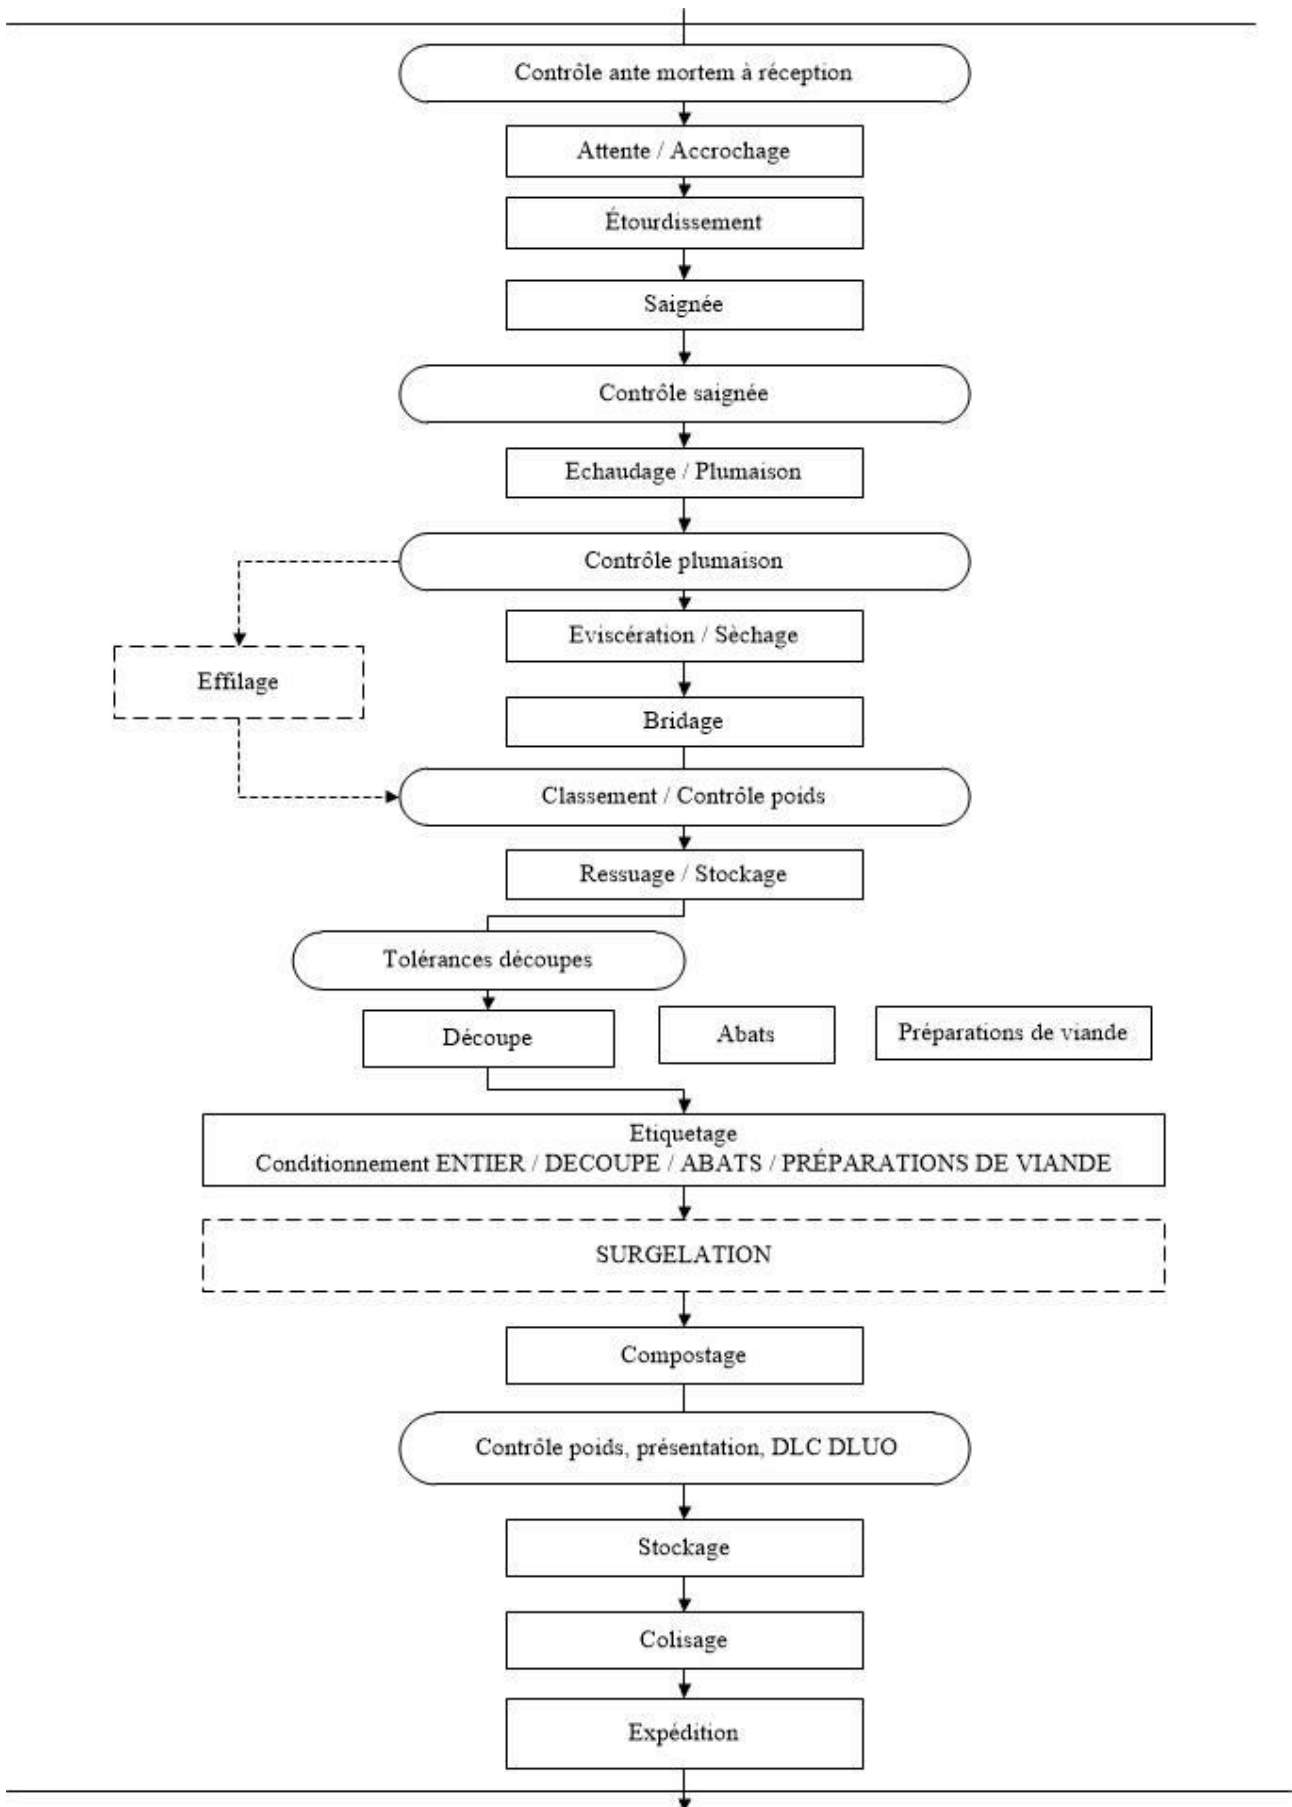 Contrôle ante mortem à réception
Attente / Accrochage
Étourdissement
Saignée
Contrôle saignée
Echaudage / Plumaison
Contrôle plumaison
Eviscération / Sèchage
Effilage
Bridage
Classement / Contrôle poids
Ressuage / Stockage
Tolérances découpes
Découpe
Abats
Préparations de viande
Etiquetage
Conditionnement ENTIER / DECOUPE / ABATS / PRÉPARATIONS DE VIANDE
SURGELATION
Compostage
Contrôle poids, présentation, DLC DLUO
Stockage
Colisage
Expédition